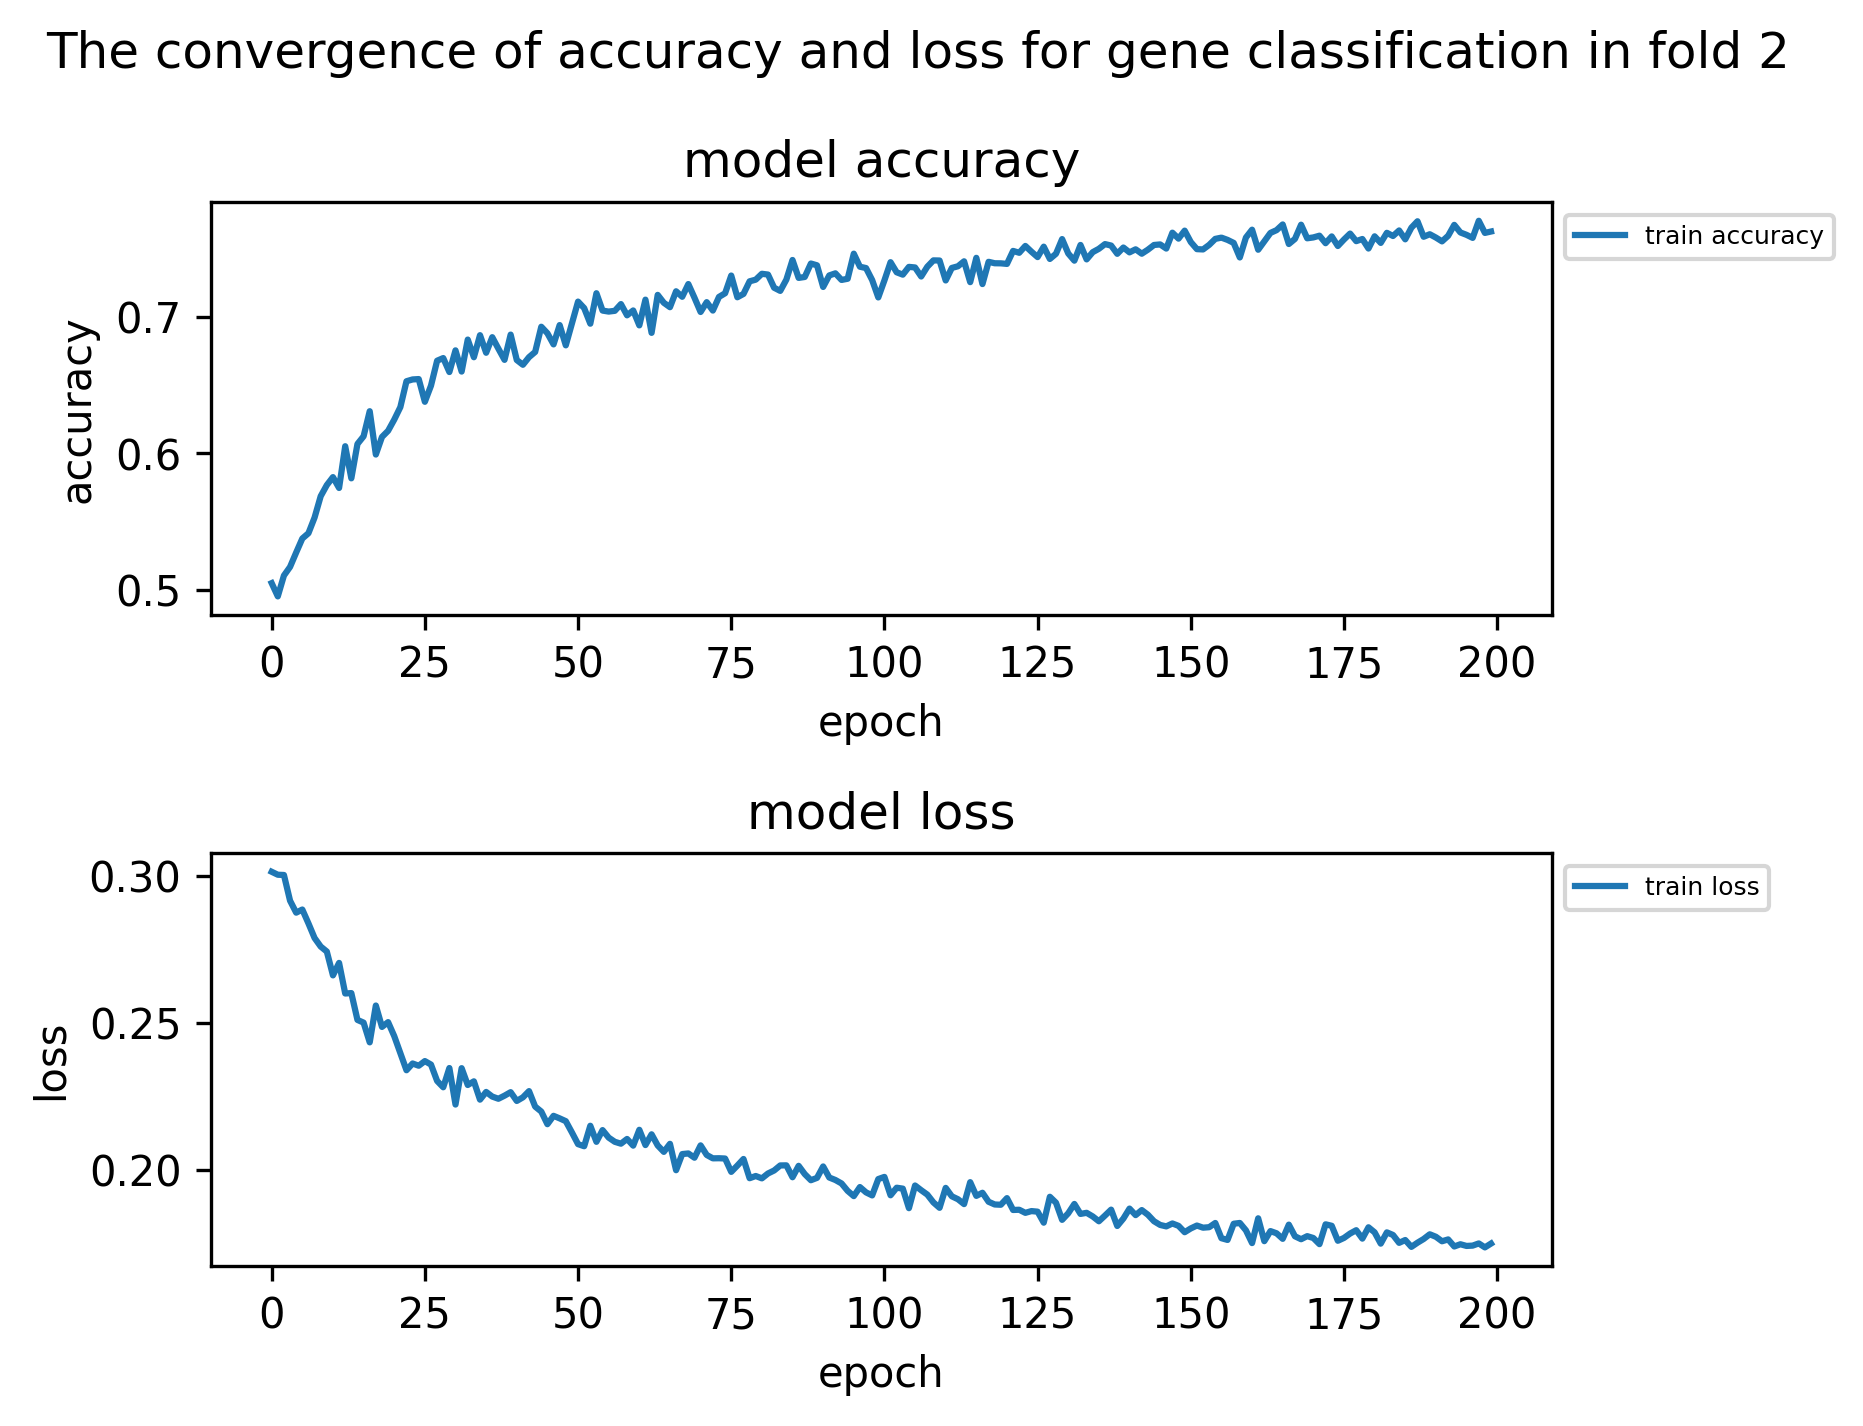 The convergence of accuracy and loss for gene classification in fold 2
model accuracy
train accuracy
accuracy
0.7
0.6
0.5
0 25 50 75 100 125 150 175 200
epoch
model loss
train loss
loss
0.30
0.25
0.20
0 25 50 75 100 125 150 175 200
epoch